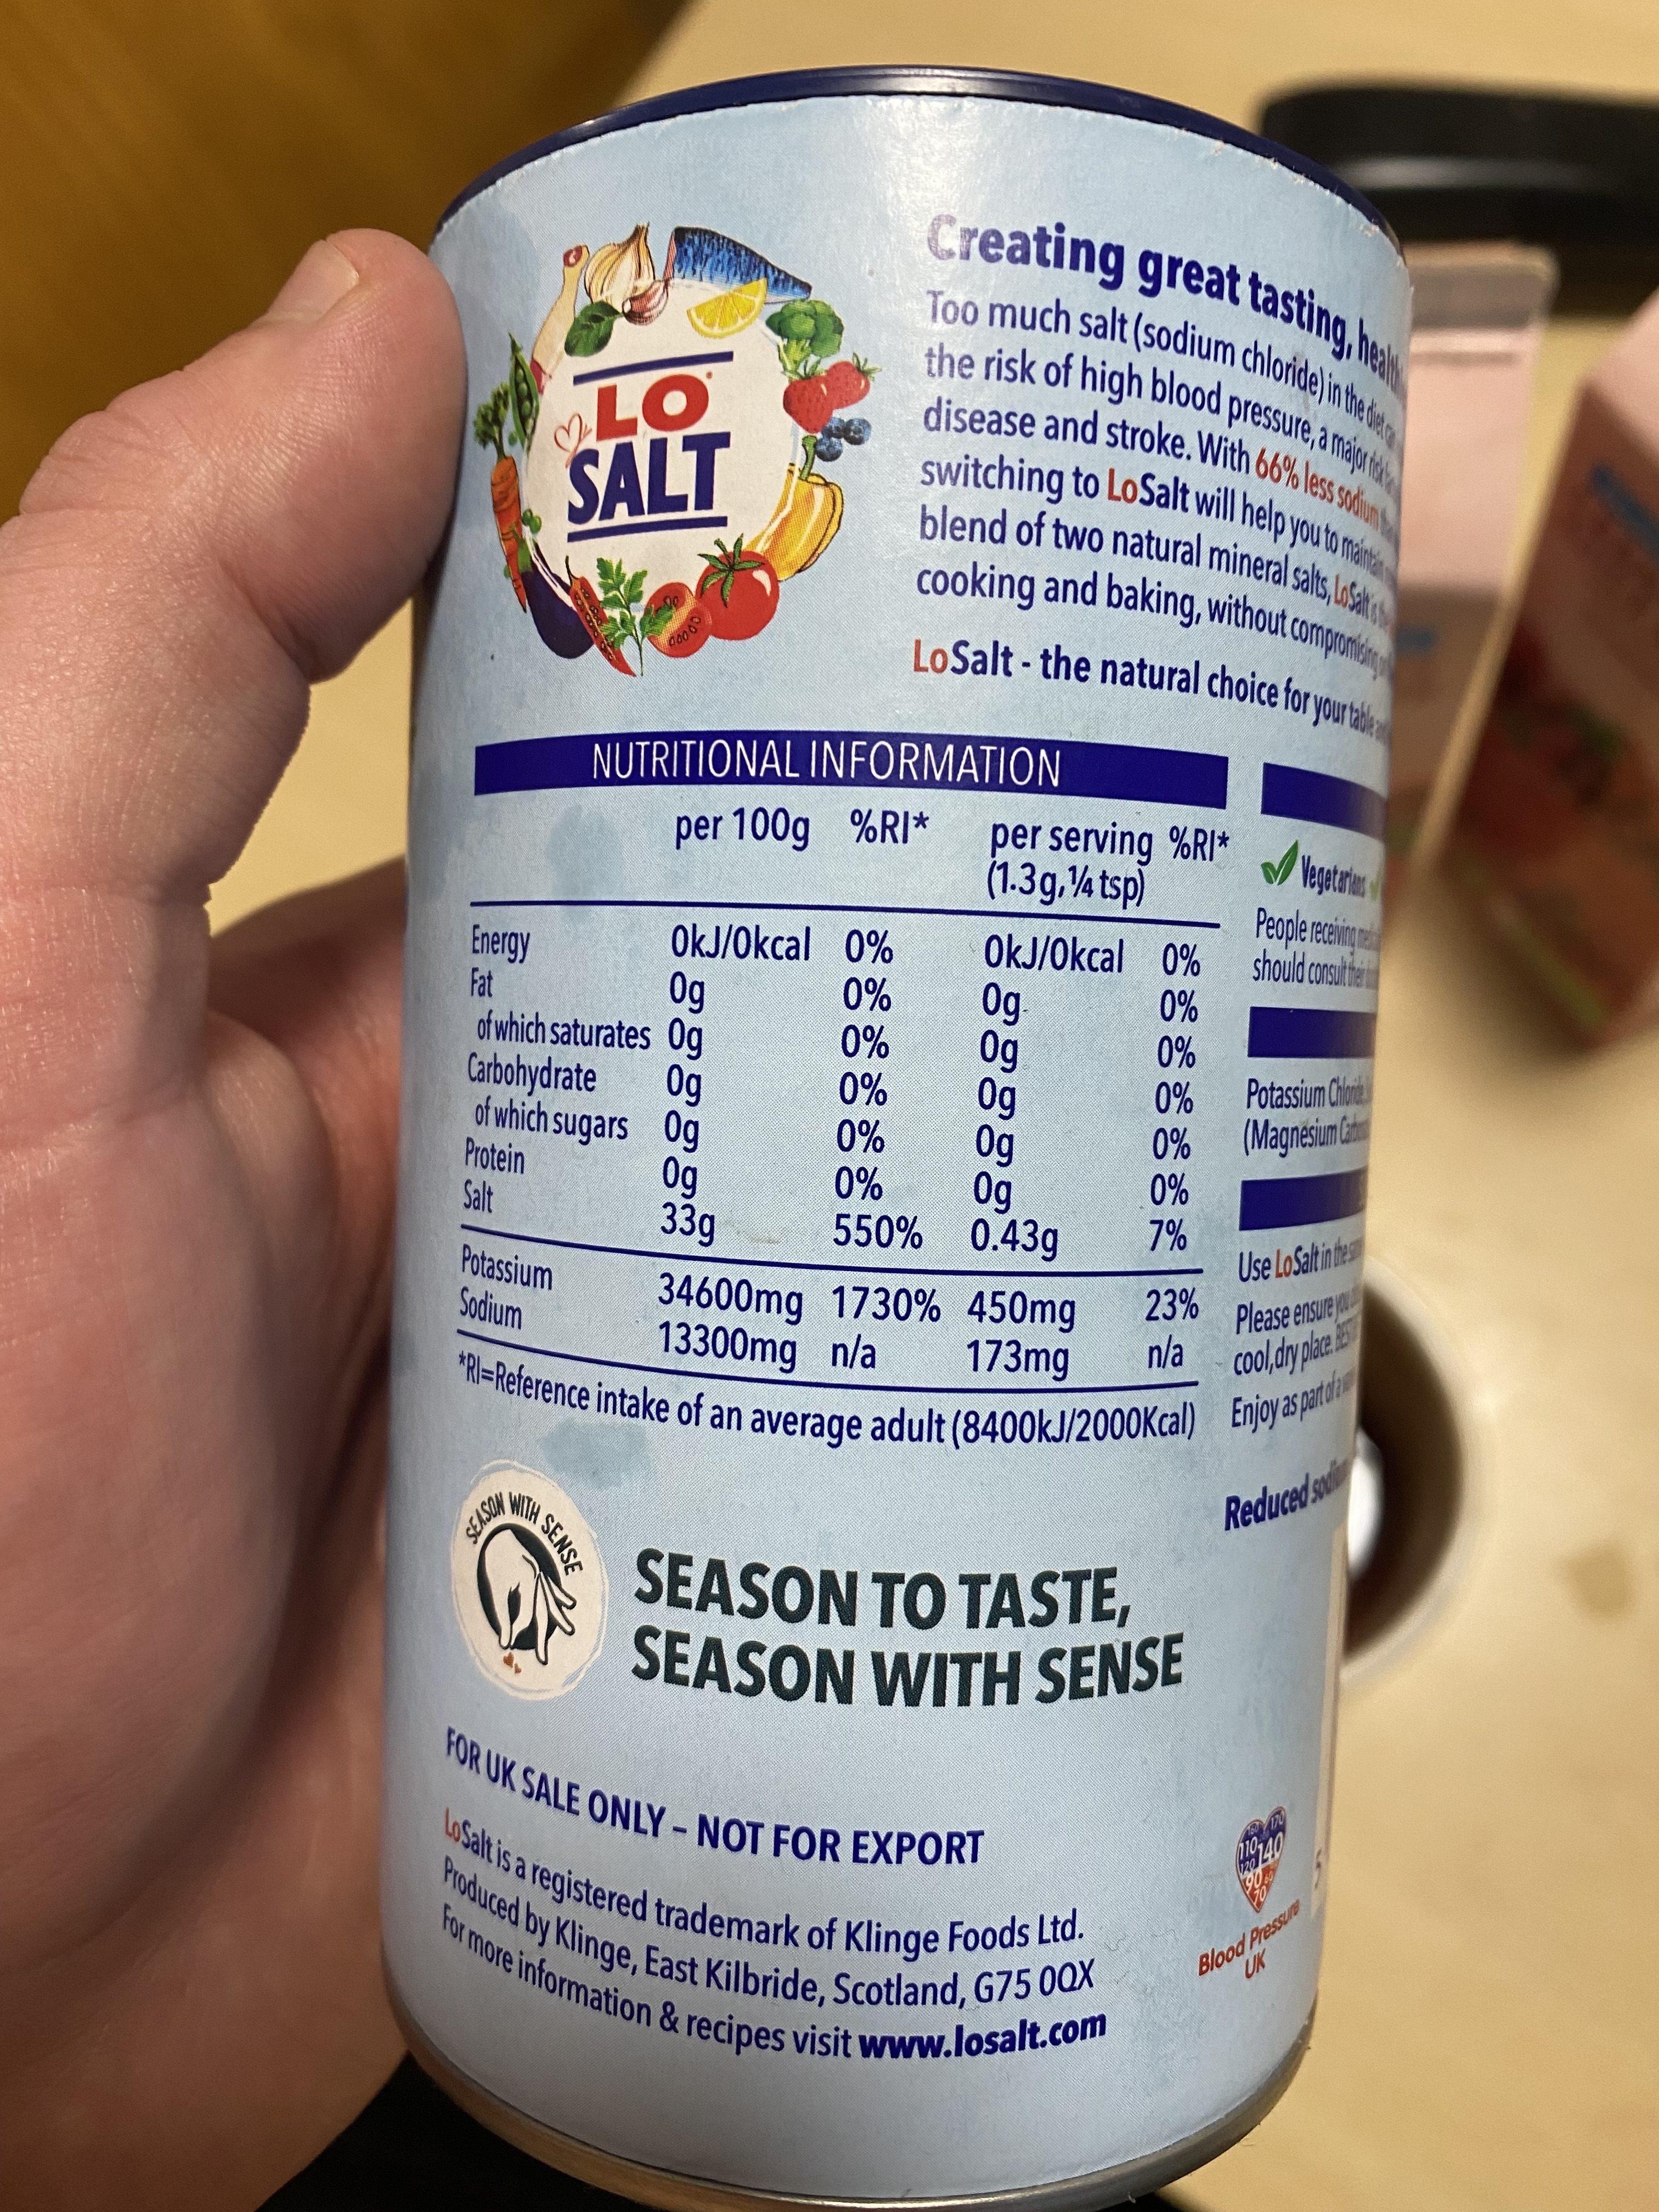 LO
SALT
Creating great tasting,
Too much salt (sodium chloride) in the diet
the risk of high blood pressure, a major risk
disease and stroke. With 66% less sodium
switching to LoSalt will help you to maintain
blend of two natural mineral salts, LoSalt is
cooking and baking, without compromising
LoSalt - the natural choice for your table
NUTRITIONAL INFORMATION
per 100g %RI* per serving %RI*
(1.3g,¼ tsp)
Energy 0kJ/0kcal 0% 0kJ/0kcal 0%
Fat 0g 0% 0g 0%
of which saturates 0g 0% 0g 0%
Carbohydrate 0g 0% 0g 0%
of which sugars 0g 0% 0g 0%
Protein 0g 0% 0g 0%
Salt 33g 550% 0.43g 7%
Potassium 34600mg 1730% 450mg 23%
Sodium 13300mg n/a 173mg n/a
*RI=Reference intake of an average adult (8400kJ/2000Kcal)
Vegetarians
People receiving
should consult their
Potassium Chloride,
(Magnesium
Use LoSalt in the
Please ensure
cool,dry place.
Enjoy as part of a
Reduced
SEASON WITH SENSE
SEASON TO TASTE,
SEASON WITH SENSE
FOR UK SALE ONLY – NOT FOR EXPORT
LoSalt is a registered trademark of Klinge Foods Ltd.
Produced by Klinge, East Kilbride, Scotland, G75 0QX
For more information & recipes visit www.losalt.com
110 140
90
70
Blood Pressure
UK